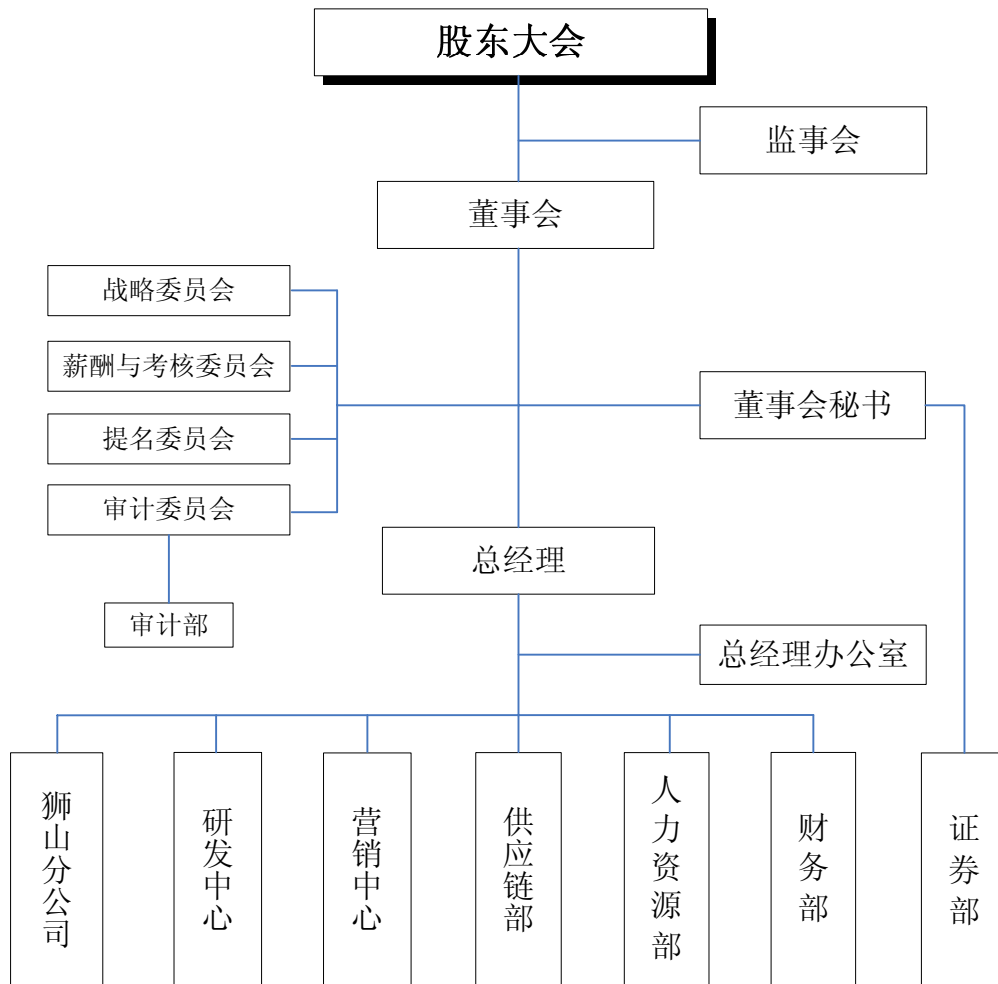 股东大会
监事会
董事会
战略委员会
薪酬与考核委员会
董事会秘书
提名委员会
审计委员会
总经理
审计部
总经理办公室
狮山分公司
研发中心
营销中心
供应链部
人力资源部
财务部
证券部